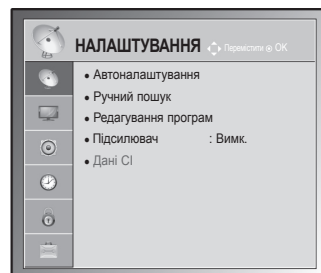 НАЛАШТУВАННЯ Перемістити OK
• Автоналаштування
• Ручний пошук
• Редагування програм
• Підсилювач : Вимк.
• Дані CI